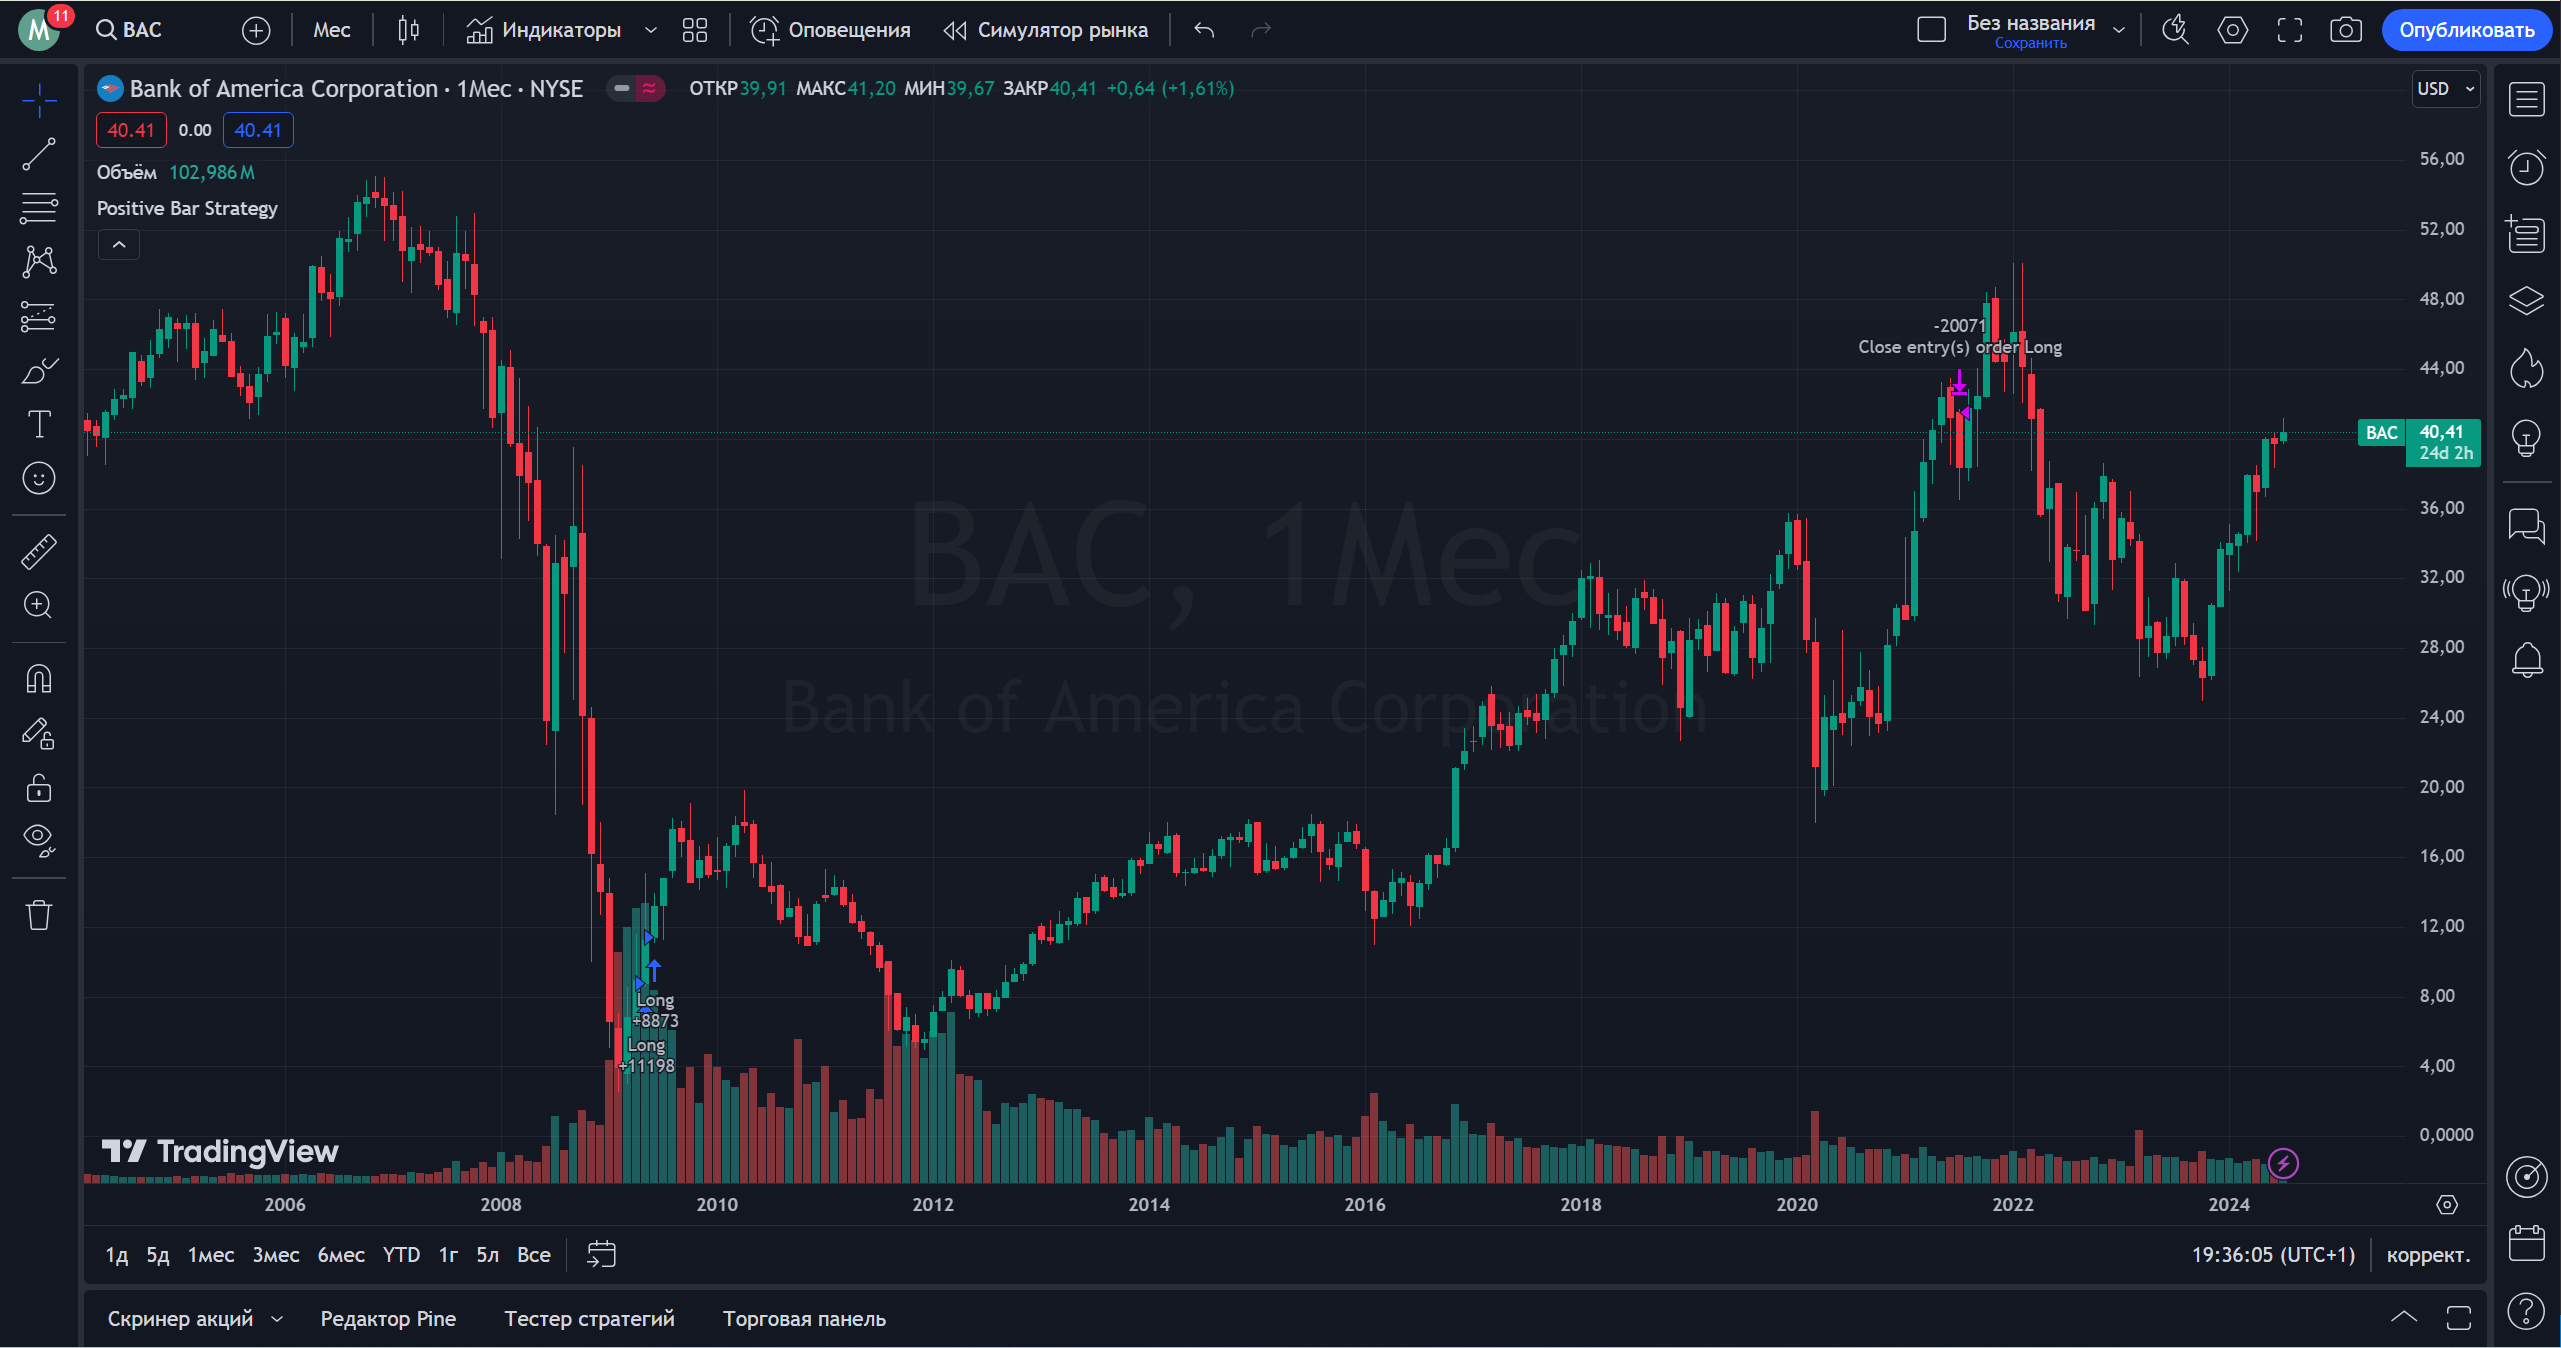 M 11 BAC Мес Индикаторы Оповещения Симулятор рынка Без названия Опубликовать
Сохранить
Bank of America Corporation · 1Мес · NYSE ОТКР39,91 МАКС41,20 МИН39,67 ЗАКР40,41 +0,64 (+1,61%) USD
40.41 0.00 40.41
Объём 102,986M
Positive Bar Strategy
56,00
52,00
48,00
-20071
Close entry(s) order Long
44,00
BAC 40,41
24d 2h
36,00
BAC, 1Мес
32,00
28,00
Bank of America Corporation
24,00
20,00
16,00
12,00
8,00
Long
+8873
Long
+11198
4,00
0,0000
TradingView
2006 2008 2010 2012 2014 2016 2018 2020 2022 2024
1д 5д 1мес 3мес 6мес YTD 1г 5л Все 19:36:05 (UTC+1) коррект.
Скринер акций Редактор Pine Тестер стратегий Торговая панель